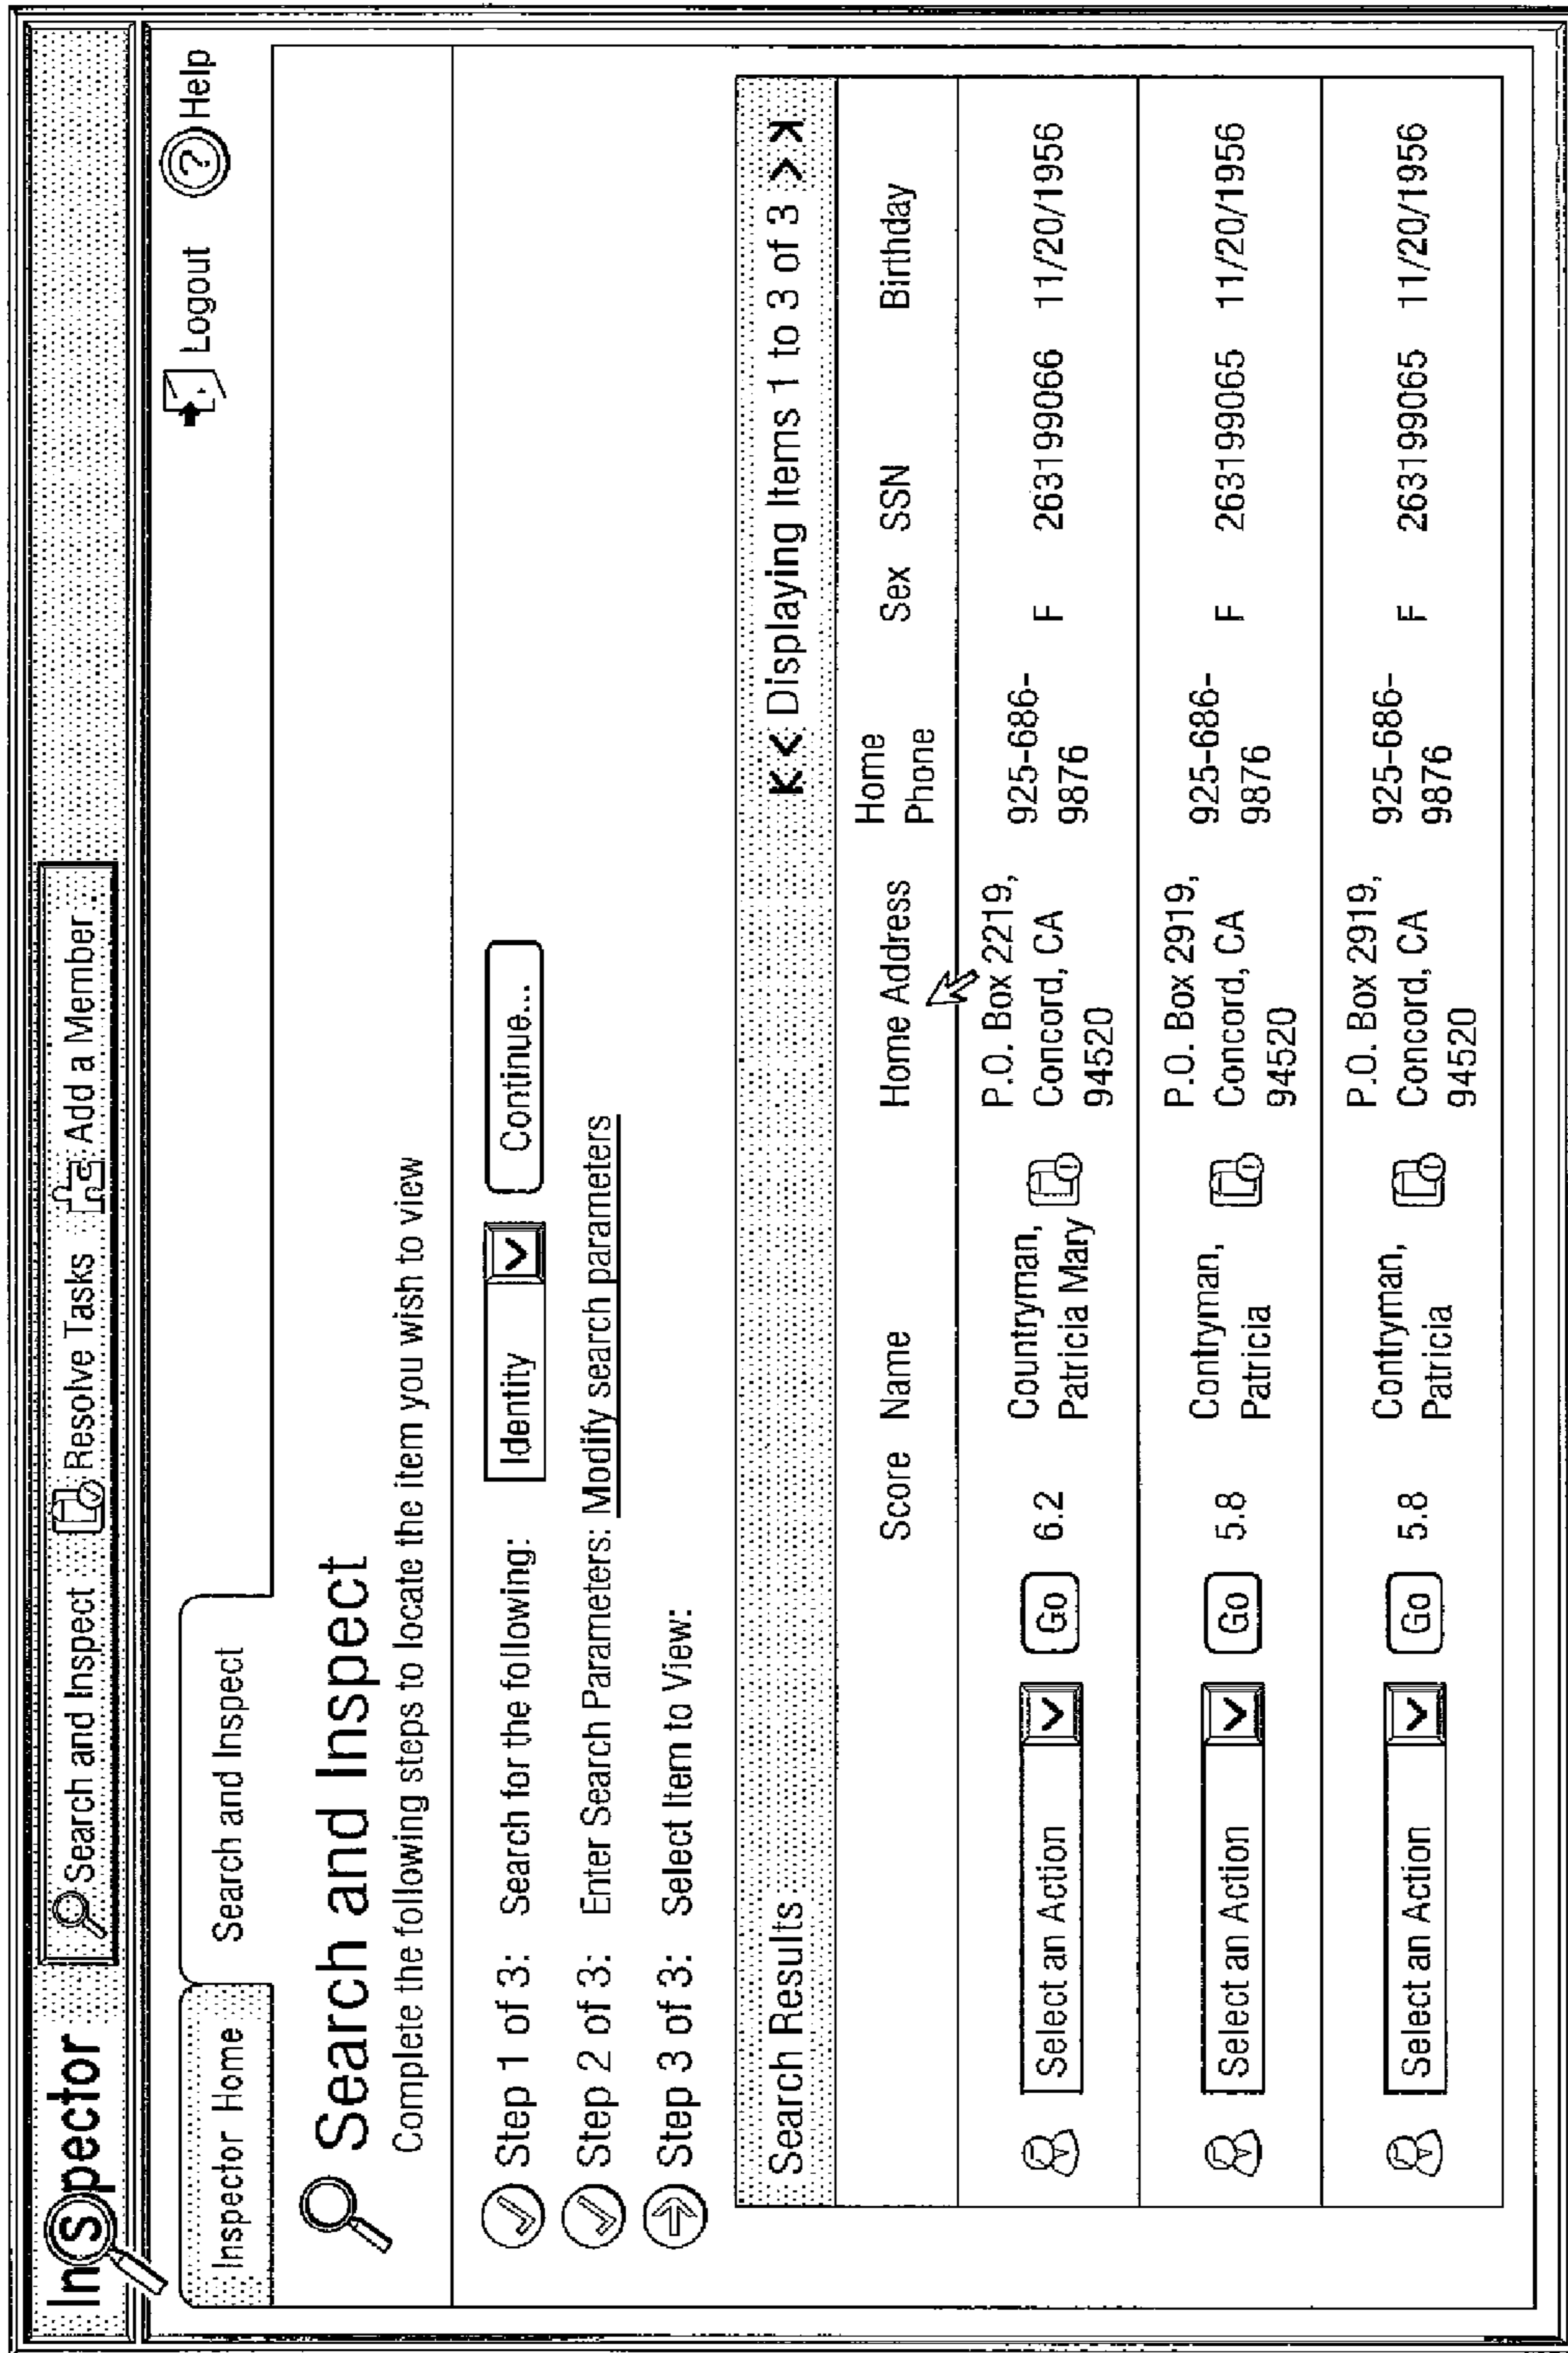 Inspector
Search and Inspect Resolve Tasks Add a Member
Logout Help
Inspector Home Search and Inspect
Search and Inspect
Complete the following steps to locate the item you wish to view
Step 1 of 3: Search for the following: Identity Continue...
Step 2 of 3: Enter Search Parameters: Modify search parameters
Step 3 of 3: Select Item to View:
Search Results K < Displaying Items 1 to 3 of 3 > X
Home
Score Name Home Address Phone Sex SSN Birthday
P.O. Box 2219, 925-686-
Select an Action Go 6.2 Countryman, Concord, CA 9876 F 263199066 11/20/1956
Patricia Mary 94520
P.O. Box 2919, 925-686-
Select an Action Go 5.8 Contryman, Concord, CA 9876 F 263199065 11/20/1956
Patricia 94520
P.O. Box 2919, 925-686-
Select an Action Go 5.8 Contryman, Concord, CA 9876 F 263199065 11/20/1956
Patricia 94520